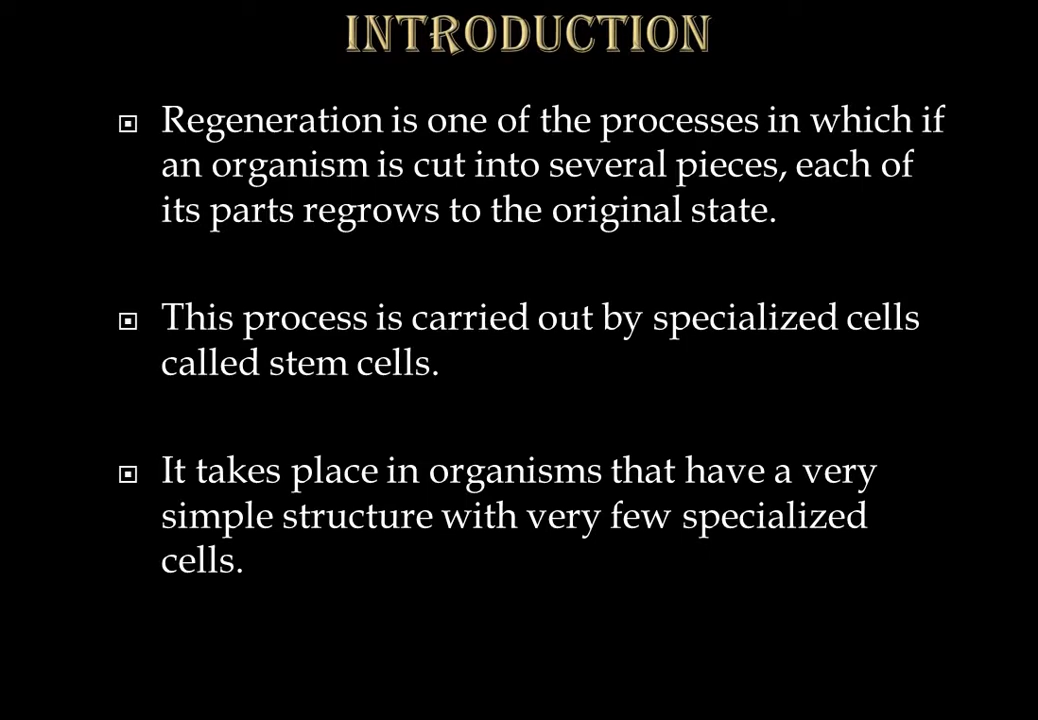 INTRODUCTION
Regeneration is one of the processes in which if
an organism is cut into several pieces, each of
its parts regrows to the original state.
This process is carried out by specialized cells
called stem cells.
It takes place in organisms that have a very
simple structure with very few specialized
cells.